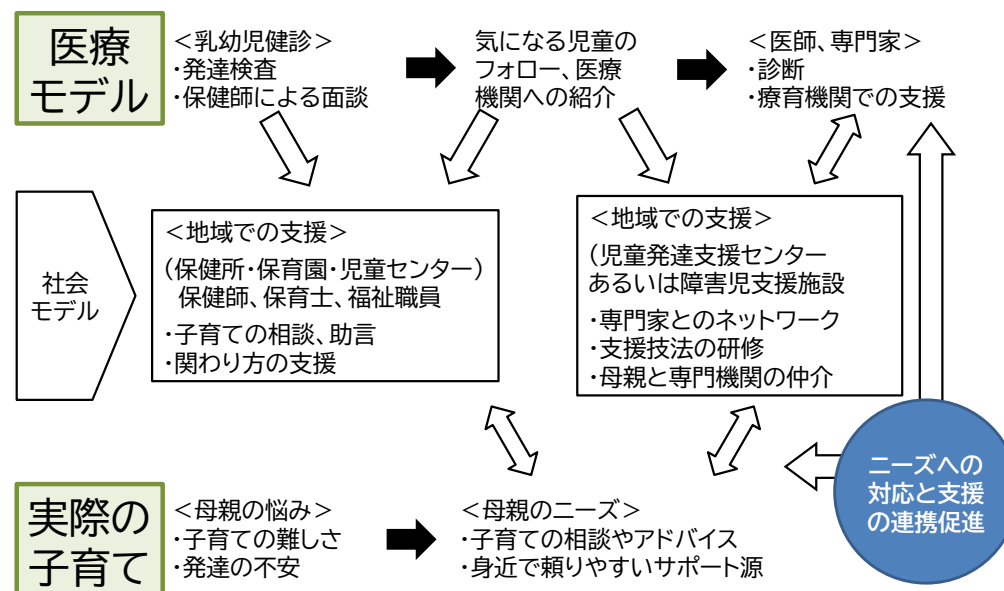 医療
モデル
＜乳幼児健診＞
・発達検査
・保健師による面談
気になる児童の
フォロー、医療
機関への紹介
＜医師、専門家＞
・診断
・療育機関での支援
社会
モデル
＜地域での支援＞
（保健所・保育園・児童センター）
保健師、保育士、福祉職員
・子育ての相談、助言
・関わり方の支援
＜地域での支援＞
（児童発達支援センター
あるいは障害児支援施設
・専門家とのネットワーク
・支援技法の研修
・母親と専門機関の仲介
ニーズへの
対応と支援
の連携促進
実際の
子育て
＜母親の悩み＞
・子育ての難しさ
・発達の不安
＜母親のニーズ＞
・子育ての相談やアドバイス
・身近で頼りやすいサポート源